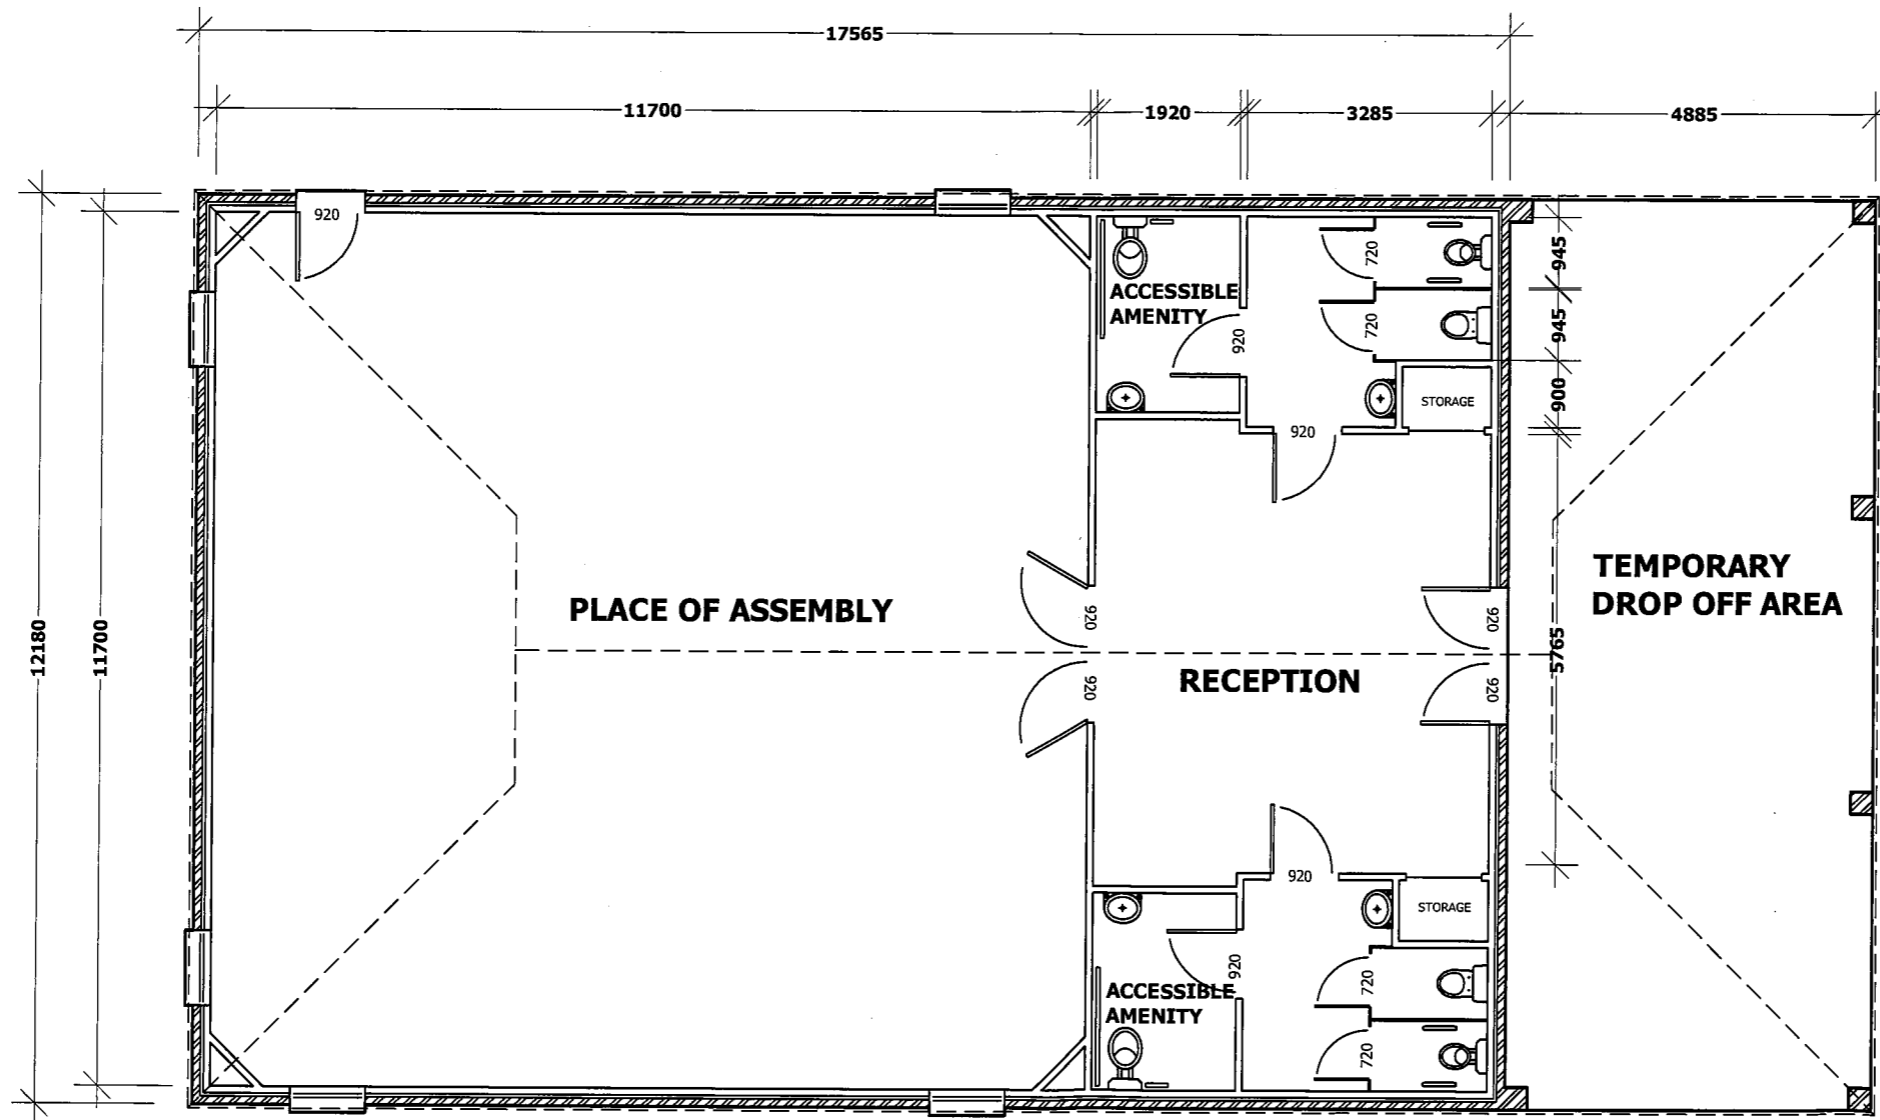 17565
11700
1920
3285
4885
920
945
720
ACCESSIBLE
AMENITY
945
720
920
900
STORAGE
920
12180
11700
PLACE OF ASSEMBLY
920
920
TEMPORARY
DROP OFF AREA
5765
RECEPTION
920
920
920
STORAGE
920
720
ACCESSIBLE
AMENITY
720